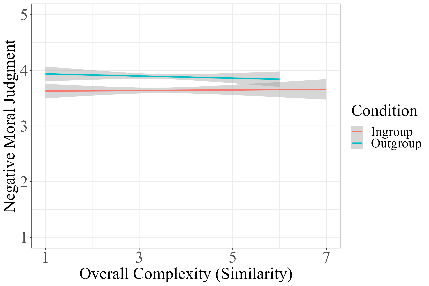 Negative Moral Judgment
5
4
3
2
1
1 3 5 7
Overall Complexity (Similarity)
Condition
Ingroup
Outgroup